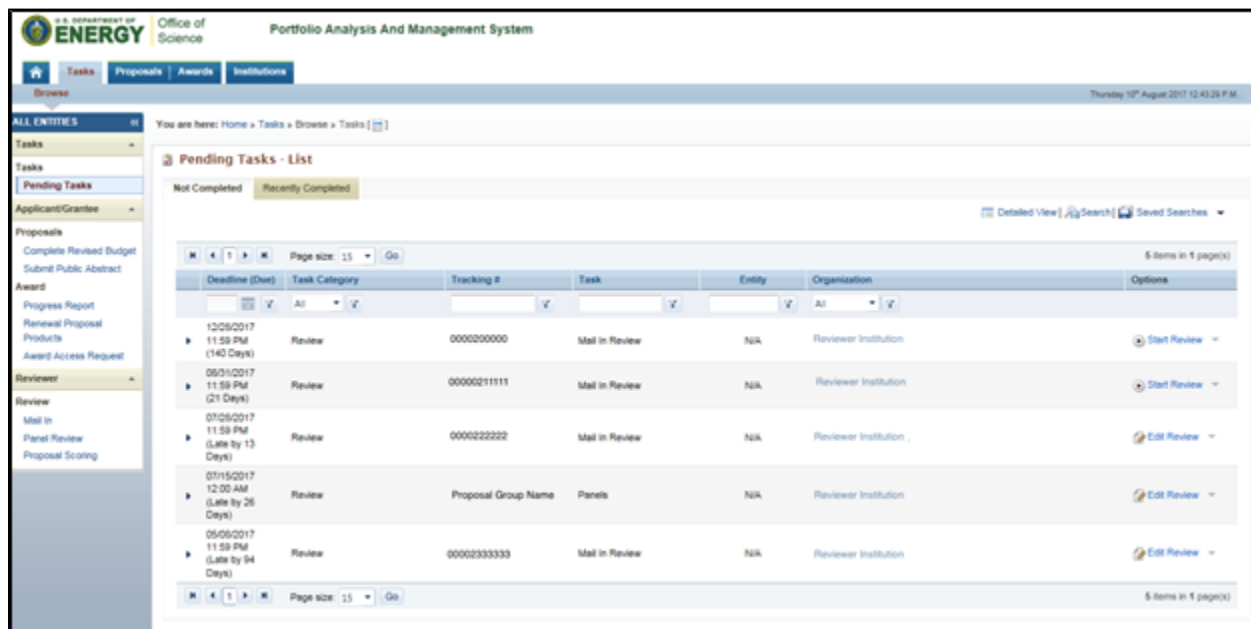 U.S. DEPARTMENT OF
ENERGY
Office of
Science
Portfolio Analysis And Management System
Tasks Proposals | Awards Institutions
Browse
Thursday 10th August 2017 12:43:29 P.M.
ALL ENTITIES «
You are here: Home » Tasks » Browse » Tasks [ ]
Tasks
Tasks
Pending Tasks
Applicant/Grantee
Proposals
Complete Revised Budget
Submit Public Abstract
Award
Progress Report
Renewal Proposal
Products
Award Access Request
Reviewer
Review
Mail in
Panel Review
Proposal Scoring
Pending Tasks - List
Not Completed Recently Completed
Detailed View | Search | Saved Searches
1 Page size: 15 Go 5 items in 1 page(s)
Deadline (Due) Task Category Tracking # Task Entity Organization Options
All All
12/28/2017
11:59 PM
(140 Days) Review 0000200000 Mail in Review N/A Reviewer Institution Start Review
08/31/2017
11:59 PM
(21 Days) Review 00000211111 Mail in Review N/A Reviewer Institution Start Review
07/28/2017
11:59 PM
(Late by 13
Days) Review 0000222222 Mail in Review N/A Reviewer Institution , Edit Review
07/15/2017
12:00 AM
(Late by 26
Days) Review Proposal Group Name Panels N/A Reviewer Institution Edit Review
05/08/2017
11:59 PM
(Late by 94
Days) Review 00002333333 Mail in Review N/A Reviewer Institution Edit Review
1 Page size: 15 Go 5 items in 1 page(s)